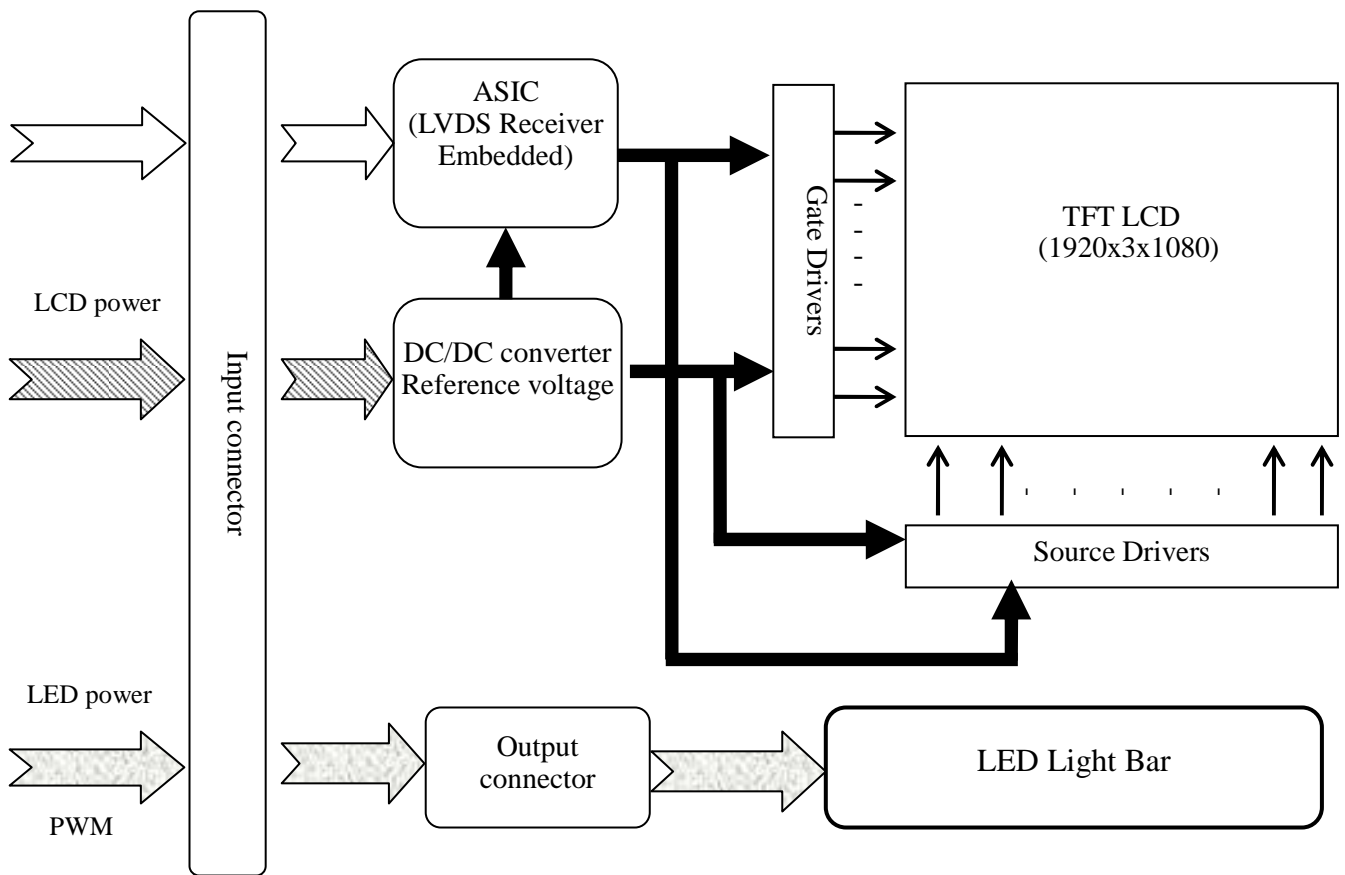 ASIC
(LVDS Receiver
Embedded)
Gate Drivers
TFT LCD
(1920x3x1080)
LCD power
Input connector
DC/DC converter
Reference voltage
Source Drivers
LED power
Output
connector
LED Light Bar
PWM